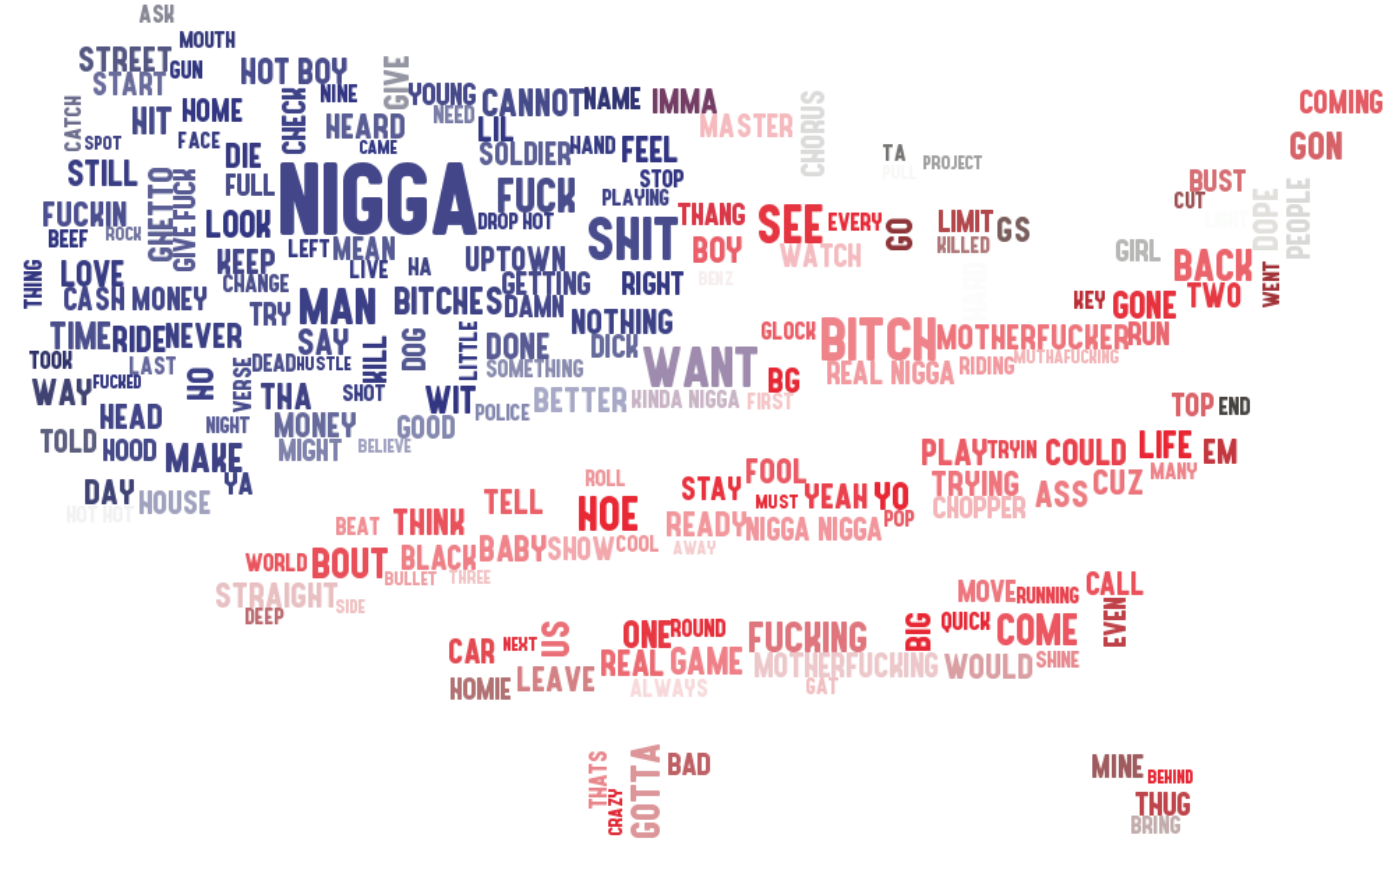 ASK
MOUTH
STREET
GUN
START
HOT BOY
GIVE
NINE
CHECK
YOUNG
NEED
CANNOT
NAME
IMMA
MASTER
CHORUS
COMING
CATCH
HIT
HOME
HEARD
LIL
SPOT
FACE
CAME
SOLDIER
HAND
FEEL
TA
PULL
PROJECT
GON
DIE
STILL
FULL
STOP
GHETTO
GIVE FUCK
NIGGA
FUCK
PLAYING
BUST
CUT
LIGHT
DOPE
PEOPLE
FUCKIN
ROCK
BEEF
LOOK
DROP HOT
SHIT
THANG
SEE
EVERY
GO
LIMIT
KILLED
GS
LEFT
MEAN
BOY
WATCH
GIRL
KEEP
LIVE
HA
UPTOWN
BACK
WENT
THING
LOVE
CHANGE
GETTING
RIGHT
BENZ
HARD
TWO
CASH MONEY
TRY
MAN
BITCHES
DAMN
KEY
GONE
NOTHING
GLOCK
BITCH
MOTHERFUCKER
RUN
TIME
RIDE
NEVER
SAY
KILL
DOG
LITTLE
DONE
DICK
MUTHAFUCKING
TOOK
LAST
DEAD
HUSTLE
SOMETHING
WANT
BG
REAL NIGGA
RIDING
WAY
FUCKED
NO
VERSE
THA
SHOT
WIT
POLICE
BETTER
KINDA NIGGA
FIRST
TOP
END
HEAD
NIGHT
MONEY
GOOD
TOLD
HOOD
MAKE
MIGHT
BELIEVE
PLAY
TRYIN
COULD
LIFE
EM
YA
ROLL
FOOL
MANY
DAY
HOUSE
STAY
MUST
YEAH
YO
TRYING
CHOPPER
ASS
CUZ
HOT HOT
TELL
HOE
BEAT
THINK
READY
NIGGA NIGGA
POP
WORLD
BOUT
BLACK
BABY
SHOW
COOL
AWAY
BULLET
THREE
STRAIGHT
SIDE
DEEP
MOVE
RUNNING
CALL
EVEN
CAR
NEXT
US
ONE
ROUND
FUCKING
BIG
QUICK
COME
HOMIE
LEAVE
REAL GAME
MOTHERFUCKING
WOULD
SHINE
ALWAYS
GAT
THATS
CRAZY
GOTTA
BAD
MINE
BEHIND
THUG
BRING